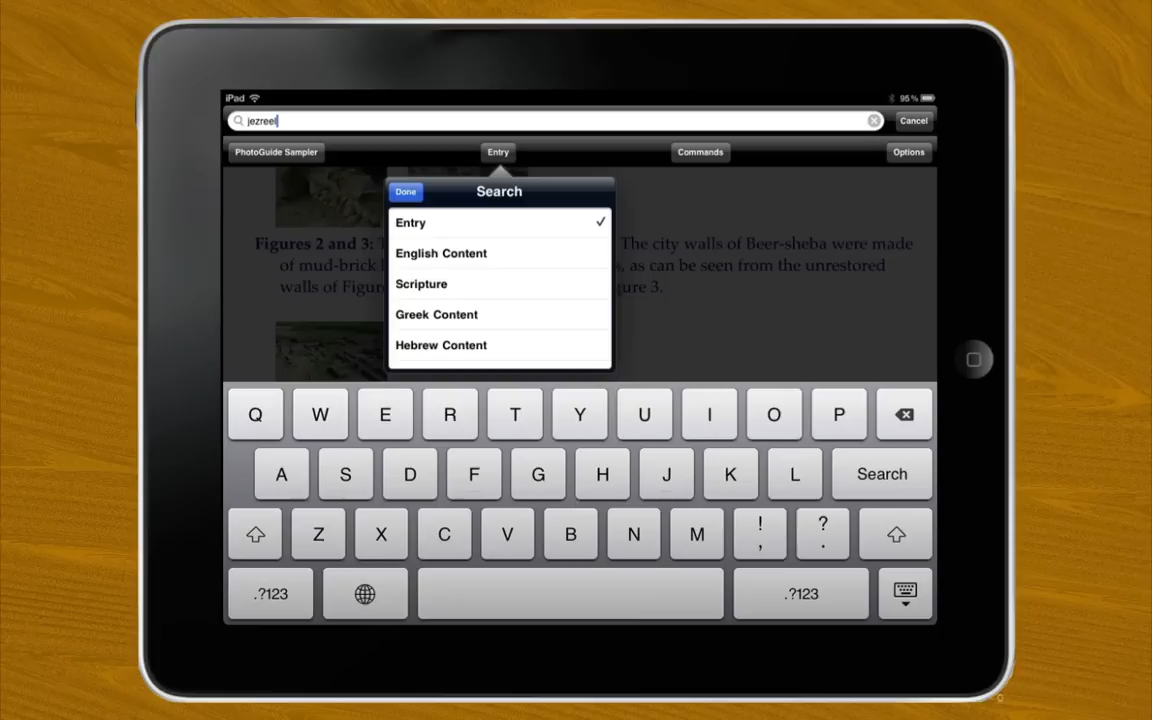 iPad 95%
jezreel Cancel
PhotoGuide Sampler Entry Commands Options
Done Search
Entry
English Content
Scripture
Greek Content
Hebrew Content
Figures 2 and 3: The city walls of Beer-sheba were made
of mud-brick as can be seen from the unrestored
walls of Figur gure 3.
Q W E R T Y U I O P
A S D F G H J K L Search
Z X C V B N M ! , ? .
.?123 .?123